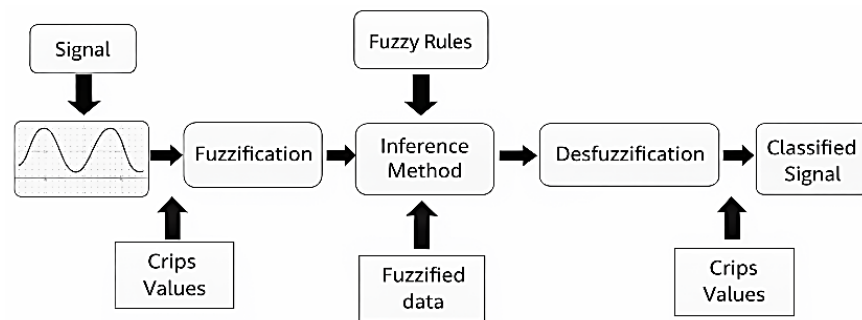 Signal
Fuzzy Rules
Fuzzification
Inference
Method
Desfuzzification
Classified
Signal
Crips
Values
Fuzzified
data
Crips
Values